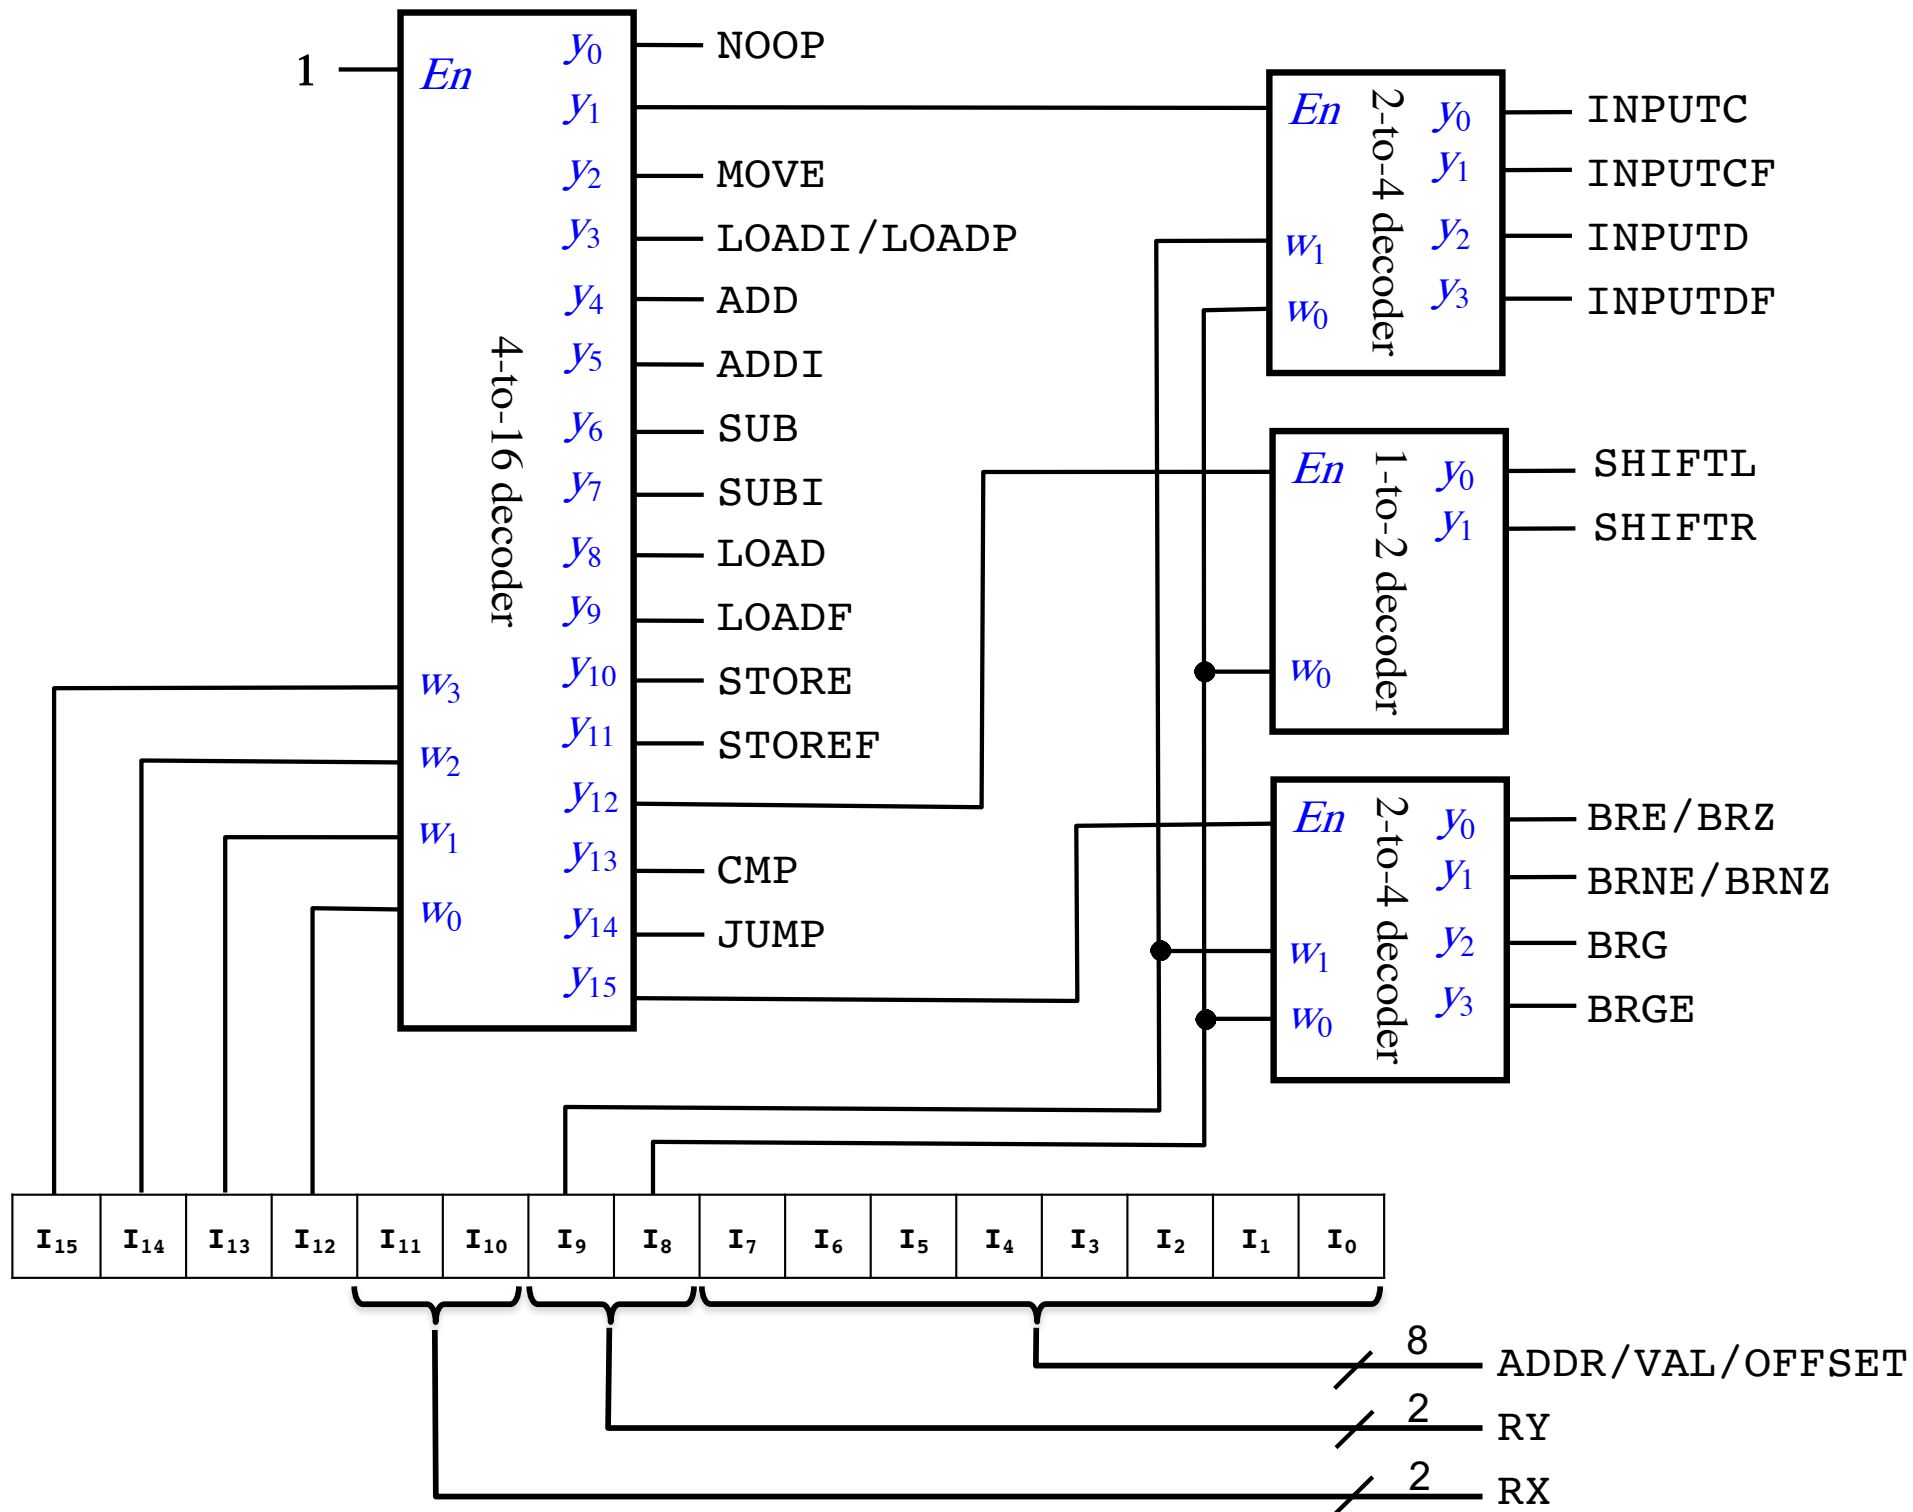 1
En
4-to-16 decoder
w3
w2
w1
w0
y0 NOOP
y1
y2 MOVE
y3 LOADI/LOADP
y4 ADD
y5 ADDI
y6 SUB
y7 SUBI
y8 LOAD
y9 LOADF
y10 STORE
y11 STOREF
y12
y13 CMP
y14 JUMP
y15
En
w1
w0
2-to-4 decoder
y0 INPUTC
y1 INPUTCF
y2 INPUTD
y3 INPUTDF
En
w0
1-to-2 decoder
y0 SHIFTL
y1 SHIFTR
En
w1
w0
2-to-4 decoder
y0 BRE/BRZ
y1 BRNE/BRNZ
y2 BRG
y3 BRGE
I15 I14 I13 I12 I11 I10 I9 I8 I7 I6 I5 I4 I3 I2 I1 I0
8 ADDR/VAL/OFFSET
2 RY
2 RX